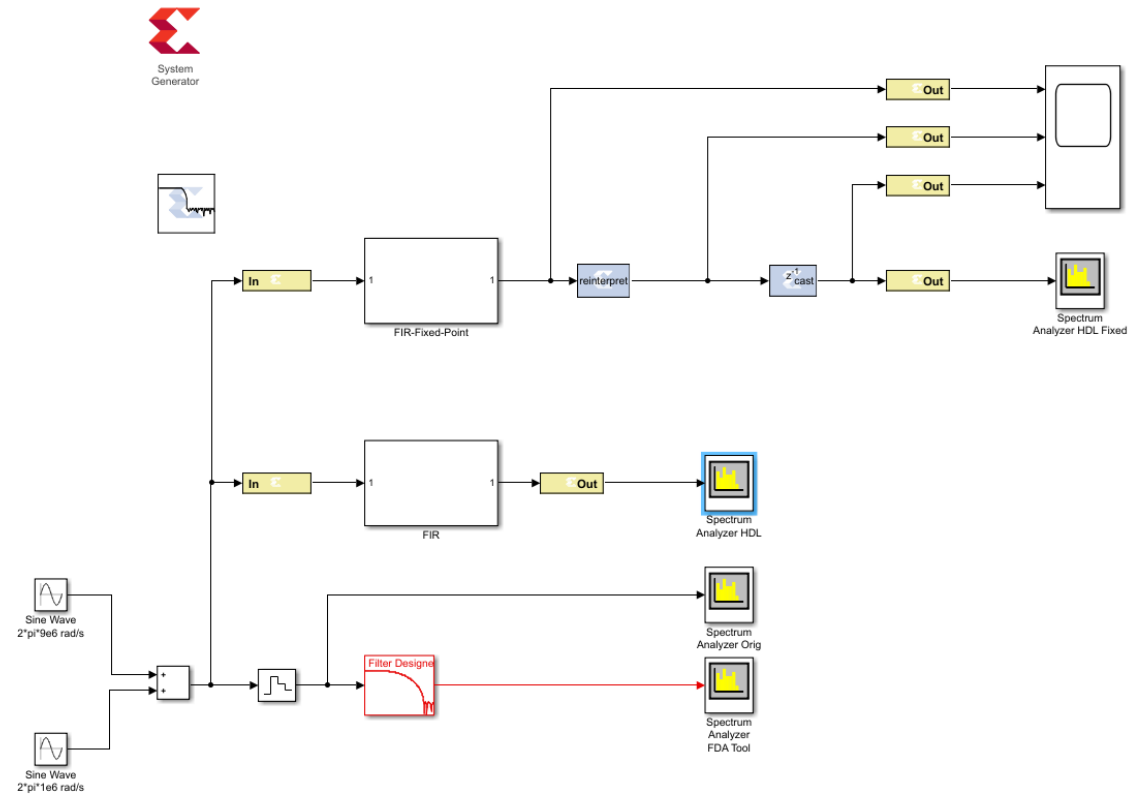 System
Generator
Out
Out
Out
In
1
1
FIR-Fixed-Point
reinterpret
z-1
cast
Out
Spectrum
Analyzer HDL Fixed
In
1
1
FIR
Out
Spectrum
Analyzer HDL
Sine Wave
2*pi*9e6 rad/s
Spectrum
Analyzer Orig
+
+
Filter Designe
Spectrum
Analyzer
FDA Tool
Sine Wave
2*pi*1e6 rad/s